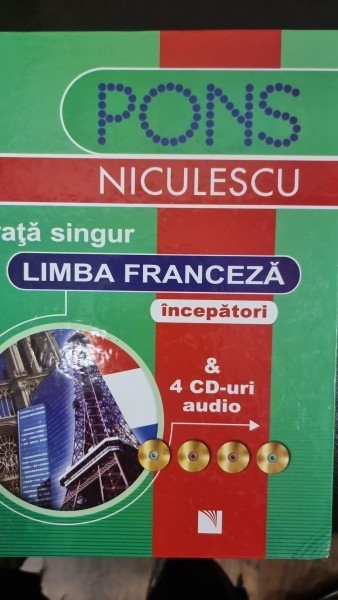 PONS
NICULESCU
ață singur
LIMBA FRANCEZĂ
începători
&
4 CD-uri
audio